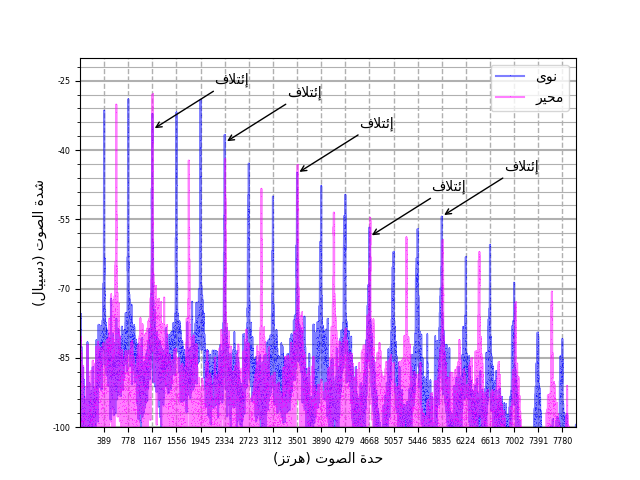 نوى
محير
إئتلاف
إئتلاف
إئتلاف
إئتلاف
إئتلاف
شدة الصوت (دسيبال)
-25
-40
-55
-70
-85
-100
389 778 1167 1556 1945 2334 2723 3112 3501 3890 4279 4668 5057 5446 5835 6224 6613 7002 7391 7780
حدة الصوت (هرتز)